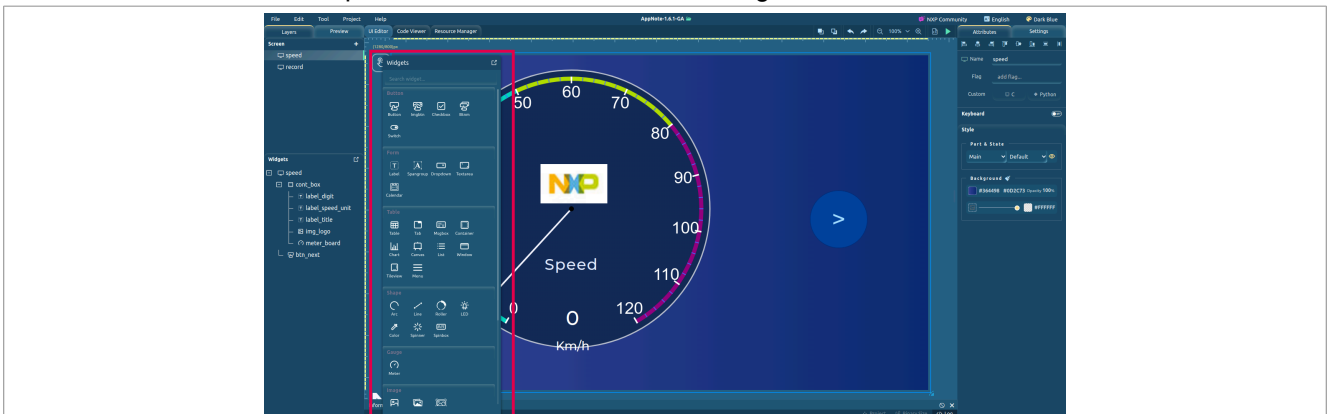 File Edit Tool Project Help AppNote-1.6.1-GA NXP Community English Dark Blue
Layers Preview UI Editor Code Viewer Resource Manager 100% Attributes Settings
Screen +
speed
record
Widgets
speed
cont_box
label_digit
label_speed_unit
label_title
img_logo
meter_board
btn_next
Widgets
Search widget...
Button
Button Imgbtn Checkbox Btnm
Switch
Form
Label Spangroup Dropdown Textarea
Calendar
Table
Table Tab Msgbox Container
Chart Canvas List Window
Tileview Menu
Shape
Arc Line Roller LED
Color Spinner Spinbox
Gauge
Meter
Image
50 60 70
80
NXP
90
100
Speed
110
0 0 120
Km/h
>
Name speed
Flag add flag...
Custom C Python
Keyboard
Style
Part & State
Main Default
Background
#364498 #0D2C73 Opacity 100%
#FFFFFF